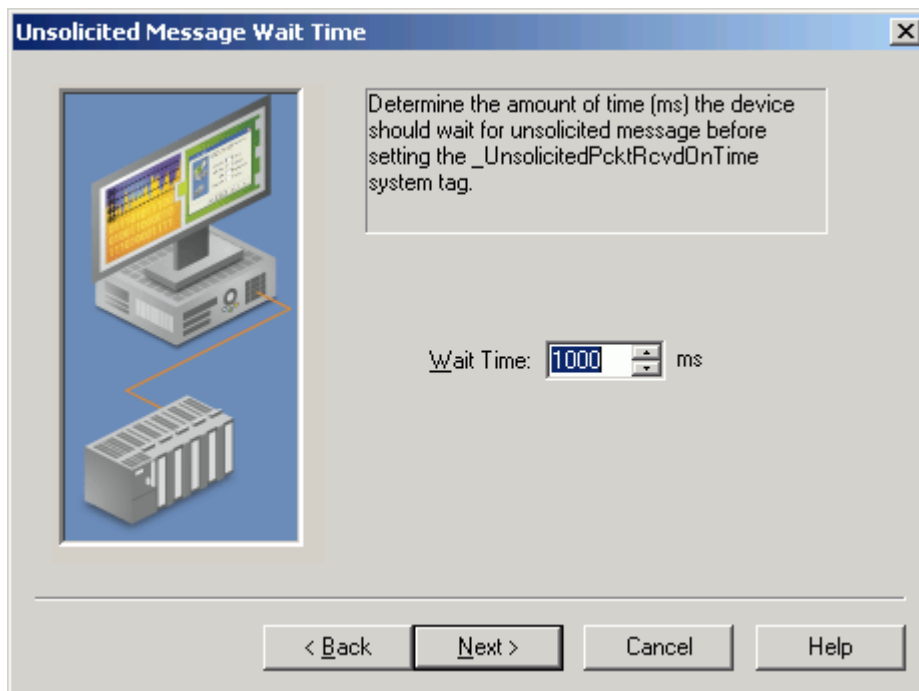 Unsolicited Message Wait Time
Determine the amount of time (ms) the device
should wait for unsolicited message before
setting the _UnsolicitedPcktRcvdOnTime
system tag.
Wait Time: 1000 ms
< Back Next > Cancel Help